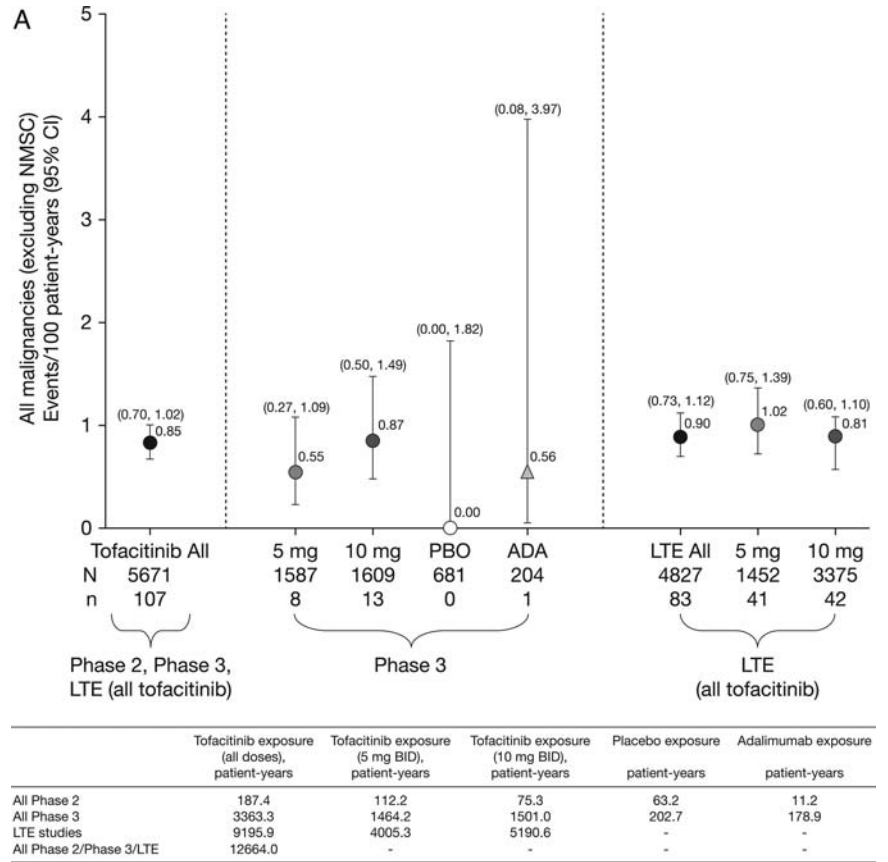 A
All malignancies (excluding NMSC)
Events/100 patient-years (95% CI)
5
4
3
2
1
0
(0.70, 1.02)
0.85
(0.27, 1.09)
0.55
(0.50, 1.49)
0.87
(0.00, 1.82)
0.00
(0.08, 3.97)
0.56
(0.73, 1.12)
0.90
(0.75, 1.39)
1.02
(0.60, 1.10)
0.81
Tofacitinib All 5 mg 10 mg PBO ADA LTE All 5 mg 10 mg
N 5671 1587 1609 681 204 4827 1452 3375
n 107 8 13 0 1 83 41 42
Phase 2, Phase 3,
LTE (all tofacitinib)
Phase 3
LTE
(all tofacitinib)
Tofacitinib exposure Tofacitinib exposure Tofacitinib exposure Placebo exposure Adalimumab exposure
(all doses), (5 mg BID), (10 mg BID),
patient-years patient-years patient-years patient-years patient-years
All Phase 2 187.4 112.2 75.3 63.2 11.2
All Phase 3 3363.3 1464.2 1501.0 202.7 178.9
LTE studies 9195.9 4005.3 5190.6 - -
All Phase 2/Phase 3/LTE 12664.0 - - - -